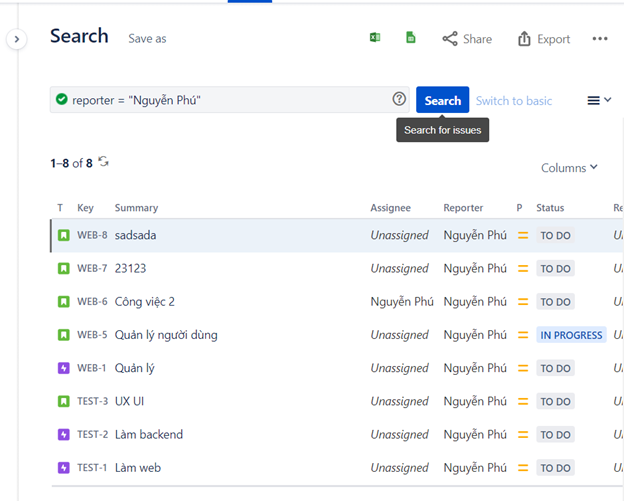 Search Save as Share Export
reporter = "Nguyễn Phú" Search Switch to basic
Search for issues
1–8 of 8
Columns
T Key Summary Assignee Reporter P Status
WEB-8 sadsada Unassigned Nguyễn Phú TO DO
WEB-7 23123 Unassigned Nguyễn Phú TO DO
WEB-6 Công việc 2 Nguyễn Phú Nguyễn Phú TO DO
WEB-5 Quản lý người dùng Unassigned Nguyễn Phú IN PROGRESS
WEB-1 Quản lý Unassigned Nguyễn Phú TO DO
TEST-3 UX UI Unassigned Nguyễn Phú TO DO
TEST-2 Làm backend Unassigned Nguyễn Phú TO DO
TEST-1 Làm web Unassigned Nguyễn Phú TO DO